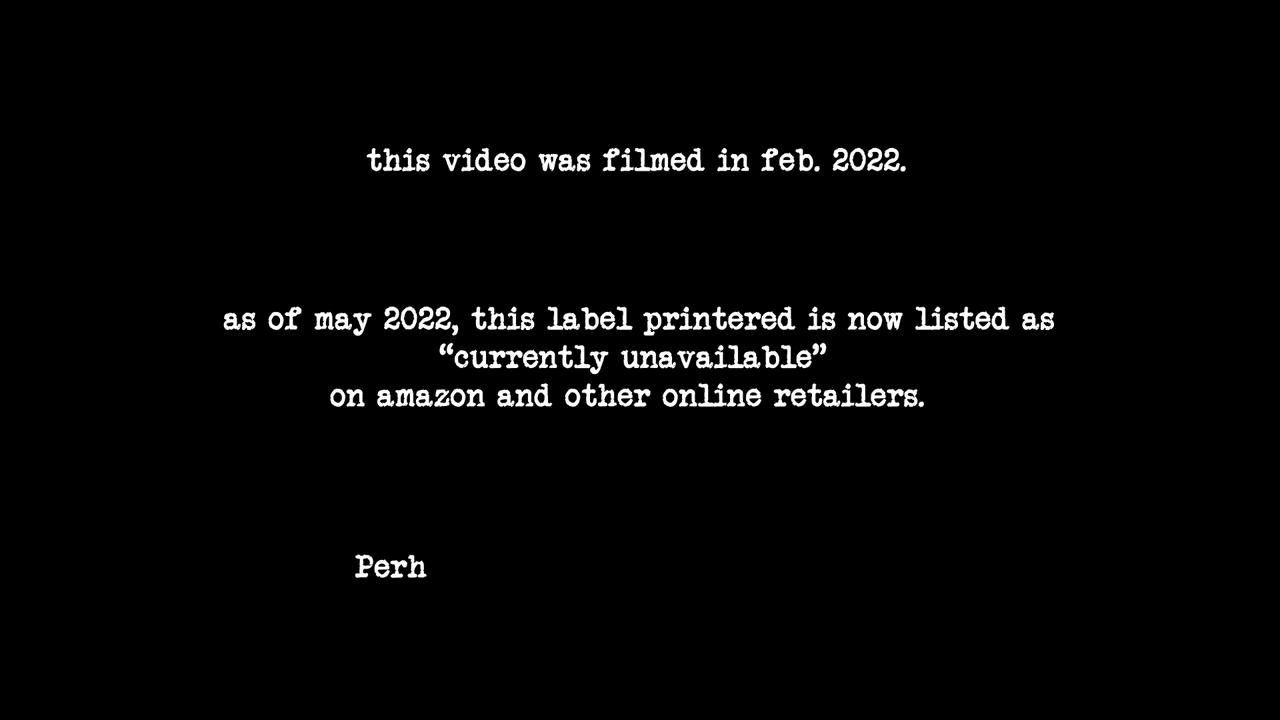 this video was filmed in feb. 2022.
as of may 2022, this label printered is now listed as
“currently unavailable”
on amazon and other online retailers.
Perh